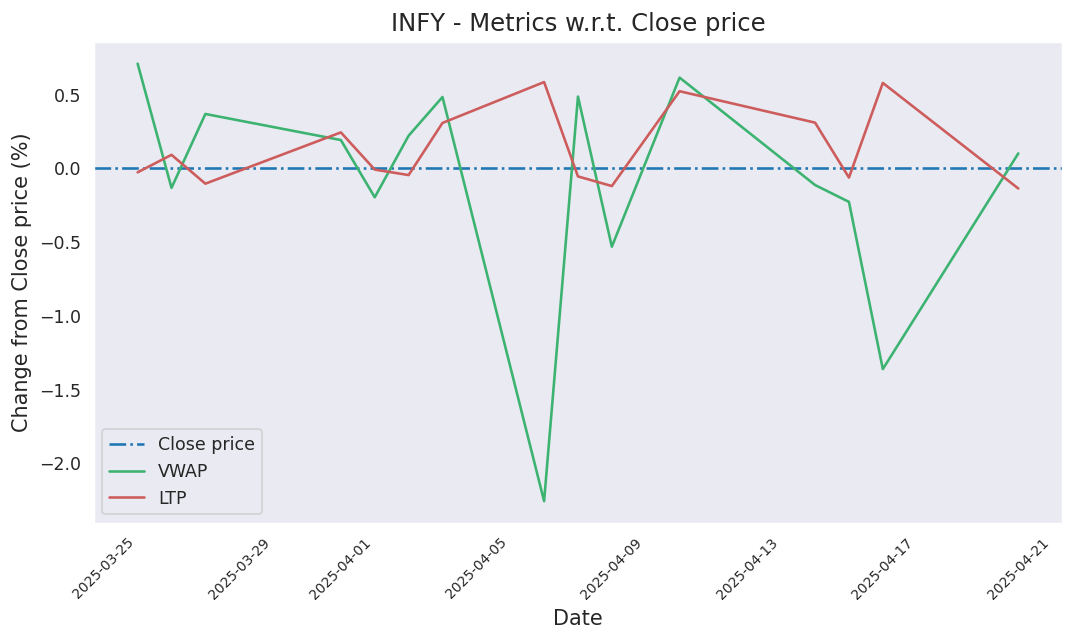 INFY - Metrics w.r.t. Close price
Change from Close price (%)
0.5
0.0
−0.5
−1.0
−1.5
−2.0
Close price
VWAP
LTP
2025-03-25
2025-03-29
2025-04-01
2025-04-05
2025-04-09
2025-04-13
2025-04-17
2025-04-21
Date